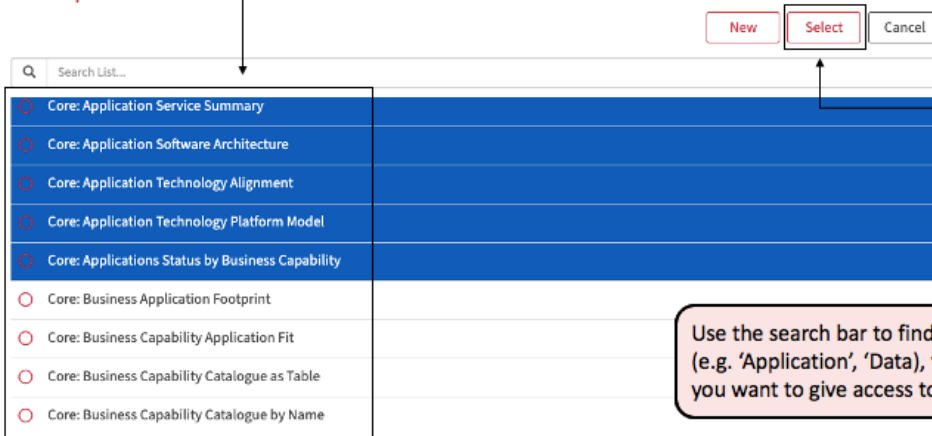 New
Select
Cancel
Search List...
Core: Application Service Summary
Core: Application Software Architecture
Core: Application Technology Alignment
Core: Application Technology Platform Model
Core: Applications Status by Business Capability
Core: Business Application Footprint
Core: Business Capability Application Fit
Core: Business Capability Catalogue as Table
Core: Business Capability Catalogue by Name
Use the search bar to find
(e.g. ‘Application’, ‘Data),
you want to give access to